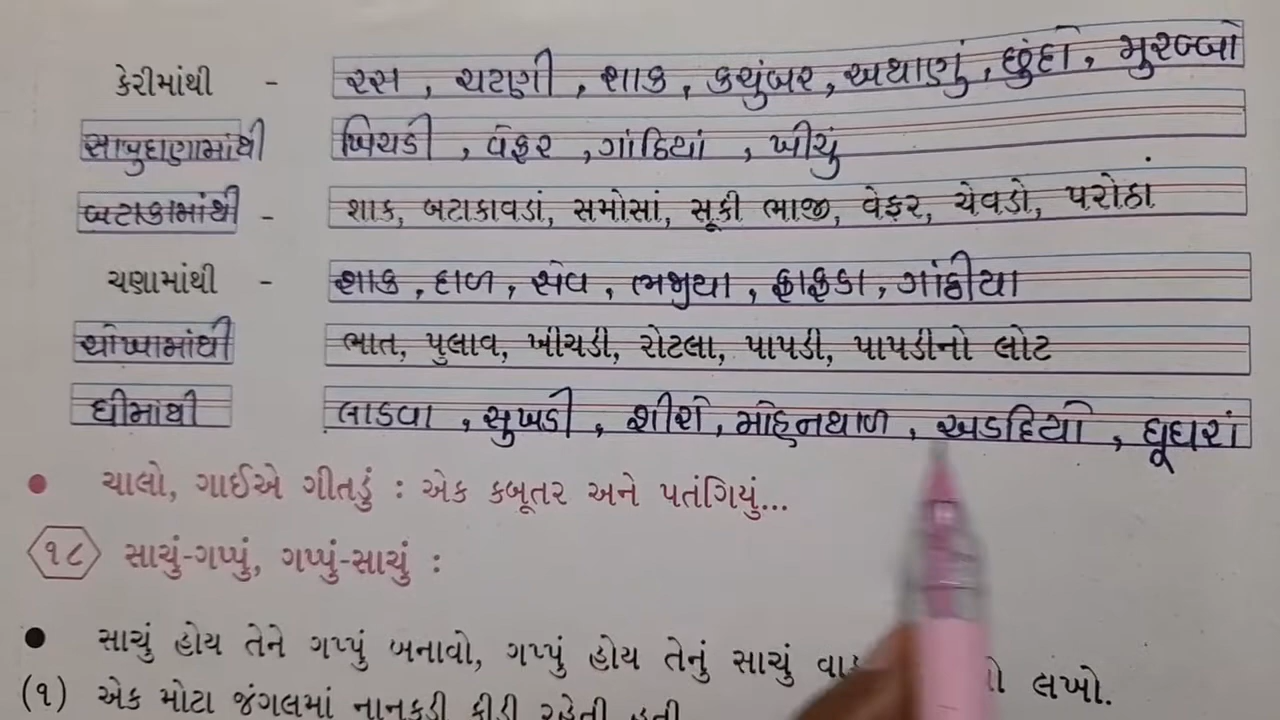 કેરીમાંથી - રસ , ચટણી , શાક , કચુંબર , અથાણું , છુંદો , મુરબ્બો
સાબુદાણામાંથી ખિચડી , વેફર , ગાંઠિયાં , ખીચું
બટાકામાંથી - શાક, બટાકાવડાં, સમોસાં, સૂકી ભાજી, વેફર, ચેવડો, પરોઠાં
ચણામાંથી - શાક , દાળ , સેવ , ભજીયા , ફાફડા , ગાંઠીયા
ચોખામાંથી ભાત, પુલાવ, ખીચડી, રોટલા, પાપડી, પાપડીનો લોટ
ઘીમાંથી લાડવા , સુખડી , શીરો , મોહનથાળ , અડદિયો , ઘૂઘરાં
• ચાલો, ગાઈએ ગીતડું : એક કબૂતર અને પતંગિયું...
૧૮ સાચું-ગપ્પું, ગપ્પું-સાચું :
• સાચું હોય તેને ગપ્પું બનાવો, ગપ્પું હોય તેનું સાચું લખો.
(૧) એક મોટા જંગલમાં નાનકડી કીડી રહેતી હતી